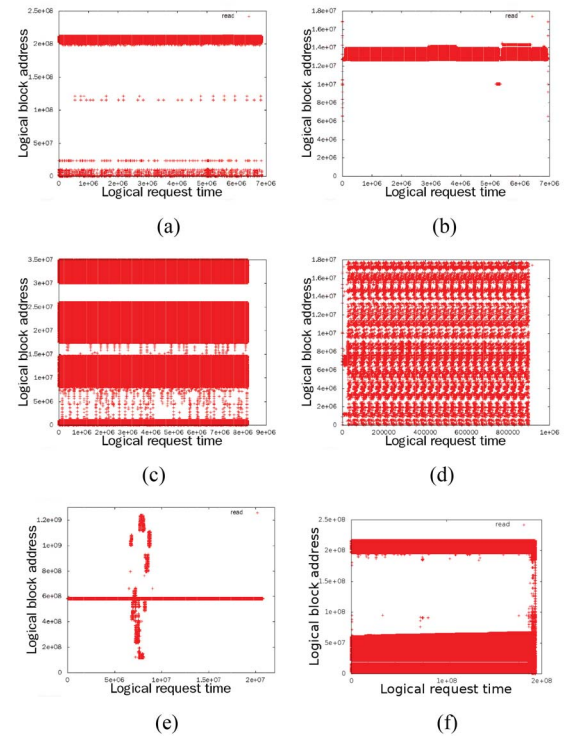 read
Logical block address
2.5e+08
2e+08
1.5e+08
1e+08
5e+07
0
0 1e+06 2e+06 3e+06 4e+06 5e+06 6e+06 7e+06
Logical request time
(a)
read
Logical block address
1.8e+07
1.6e+07
1.4e+07
1.2e+07
1e+07
8e+06
6e+06
4e+06
2e+06
0
0 1e+06 2e+06 3e+06 4e+06 5e+06 6e+06 7e+06
Logical request time
(b)
Logical block address
3.5e+07
3e+07
2.5e+07
2e+07
1.5e+07
1e+07
5e+06
0
0 1e+06 2e+06 3e+06 4e+06 5e+06 6e+06 7e+06 8e+06 9e+06
Logical request time
(c)
Logical block address
1.8e+07
1.6e+07
1.4e+07
1.2e+07
1e+07
8e+06
6e+06
4e+06
2e+06
0
0 200000 400000 600000 800000 1e+06
Logical request time
(d)
read
Logical block address
1.2e+09
1e+09
8e+08
6e+08
4e+08
2e+08
0
0 5e+06 1e+07 1.5e+07 2e+07
Logical request time
(e)
read
Logical block address
2.5e+08
2e+08
1.5e+08
1e+08
5e+07
0
0 1e+08 2e+08
Logical request time
(f)